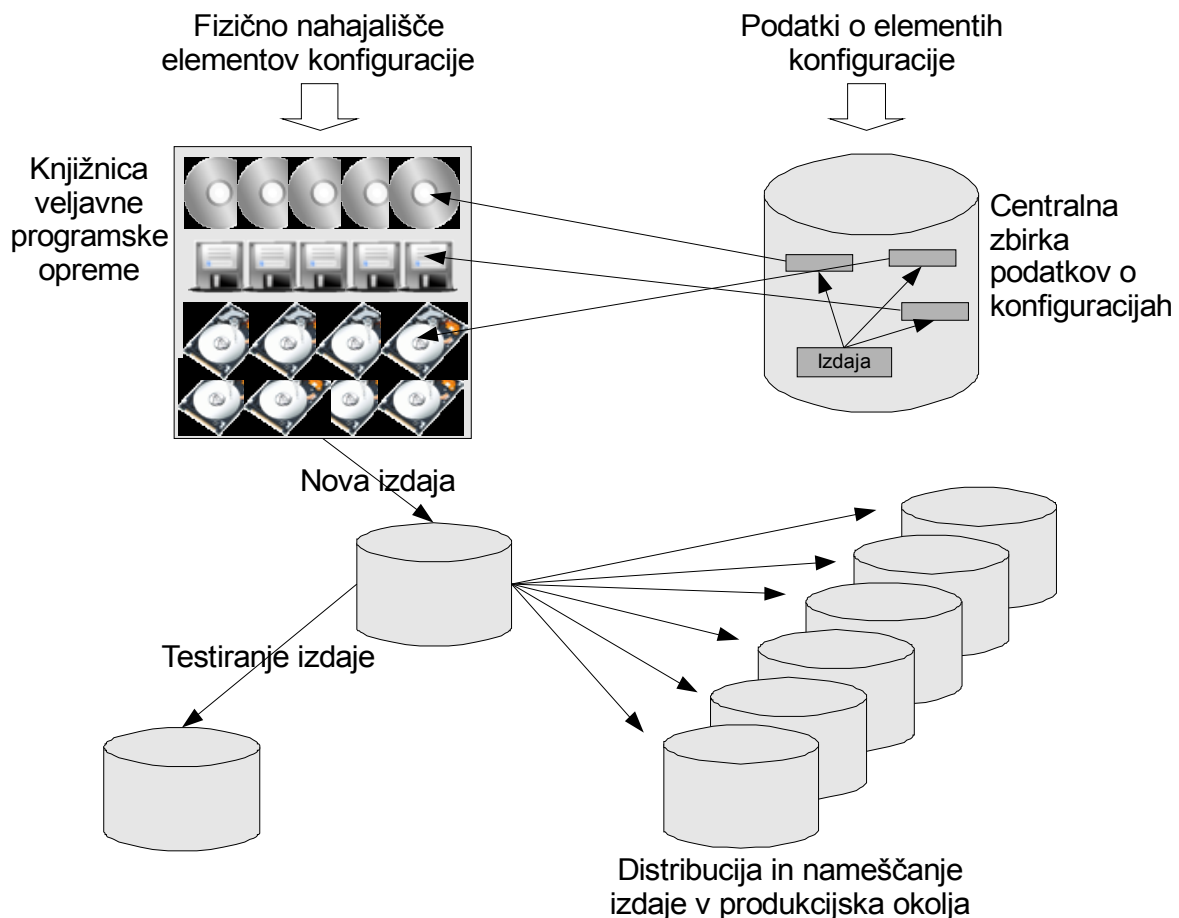 Fizično nahajališče
elementov konfiguracije
Podatki o elementih
konfiguracije
Knjižnica
veljavne
programske
opreme
Centralna
zbirka
podatkov o
konfiguracijah
Izdaja
Nova izdaja
Testiranje izdaje
Distribucija in nameščanje
izdaje v produkcijska okolja